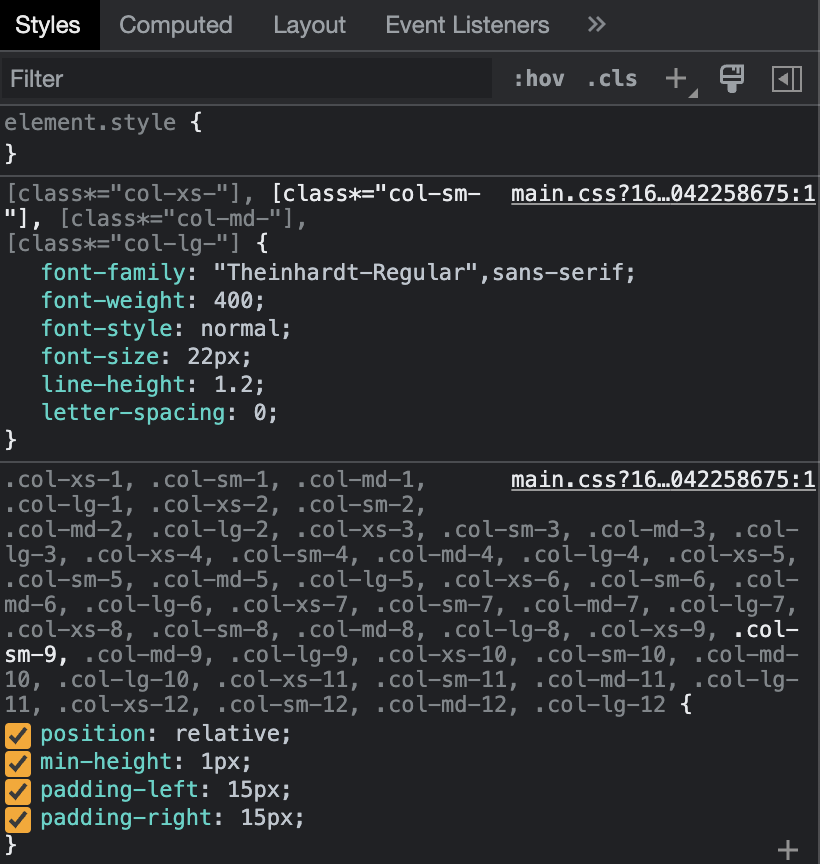 Styles Computed Layout Event Listeners »
Filter :hov .cls +
element.style {
}
[class*="col-xs-"], [class*="col-sm- main.css?16…042258675:1
"], [class*="col-md-"],
[class*="col-lg-"] {
font-family: "Theinhardt-Regular",sans-serif;
font-weight: 400;
font-style: normal;
font-size: 22px;
line-height: 1.2;
letter-spacing: 0;
}
.col-xs-1, .col-sm-1, .col-md-1, main.css?16…042258675:1
.col-lg-1, .col-xs-2, .col-sm-2,
.col-md-2, .col-lg-2, .col-xs-3, .col-sm-3, .col-md-3, .col-
lg-3, .col-xs-4, .col-sm-4, .col-md-4, .col-lg-4, .col-xs-5,
.col-sm-5, .col-md-5, .col-lg-5, .col-xs-6, .col-sm-6, .col-
md-6, .col-lg-6, .col-xs-7, .col-sm-7, .col-md-7, .col-lg-7,
.col-xs-8, .col-sm-8, .col-md-8, .col-lg-8, .col-xs-9, .col-
sm-9, .col-md-9, .col-lg-9, .col-xs-10, .col-sm-10, .col-md-
10, .col-lg-10, .col-xs-11, .col-sm-11, .col-md-11, .col-lg-
11, .col-xs-12, .col-sm-12, .col-md-12, .col-lg-12 {
position: relative;
min-height: 1px;
padding-left: 15px;
padding-right: 15px;
}
+